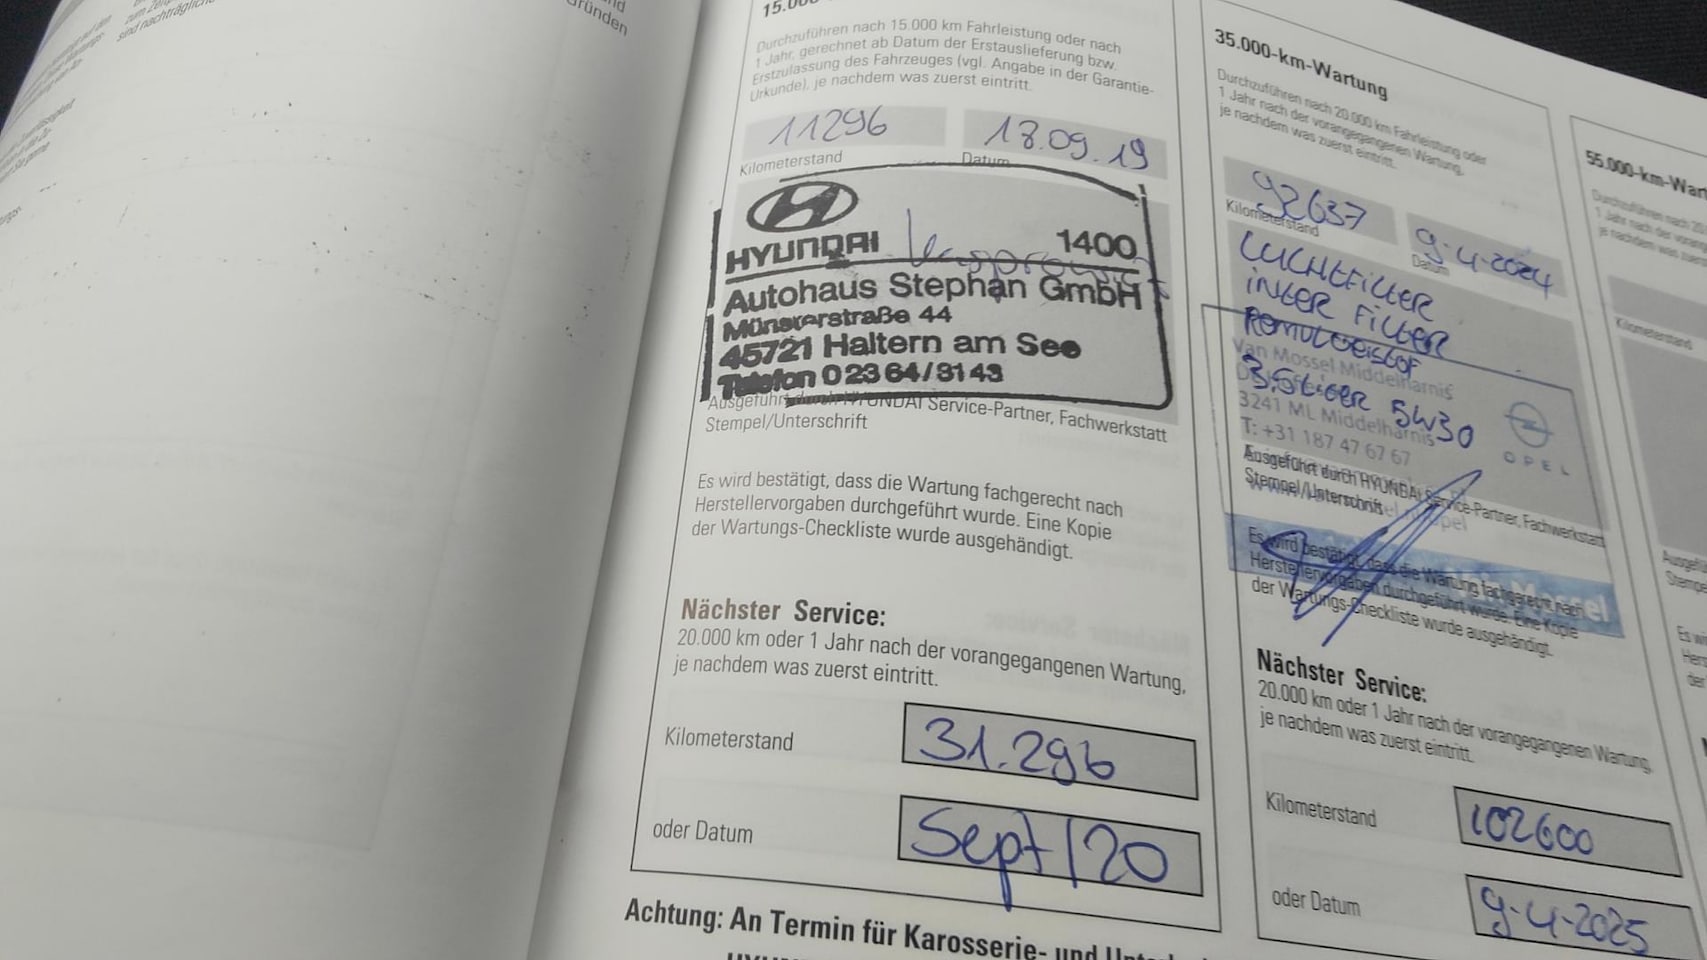 Gründen
15.000
Durchzuführen nach 15.000 km Fahrleistung oder nach
1 Jahr, gerechnet ab Datum der Erstauslieferung bzw.
Erstzulassung des Fahrzeuges (vgl. Angabe in der Garantie-
Urkunde), je nachdem was zuerst eintritt.
11296
18.09.19
Kilometerstand
Datum
HYUNDAI
1400
Autohaus Stephan GmbH
Münsterstraße 44
45721 Haltern am See
Telefon 0 23 64/31 43
Ausgeführt durch HYUNDAI Service-Partner, Fachwerkstatt
Stempel/Unterschrift
Es wird bestätigt, dass die Wartung fachgerecht nach
Herstellervorgaben durchgeführt wurde. Eine Kopie
der Wartungs-Checkliste wurde ausgehändigt.
Nächster Service:
20.000 km oder 1 Jahr nach der vorangegangenen Wartung,
je nachdem was zuerst eintritt.
Kilometerstand
31.296
oder Datum
Sept/20
Achtung: An Termin für Karosserie- und
35.000-km-Wartung
Durchzuführen nach 20.000 km Fahrleistung oder
1 Jahr nach der vorangegangenen Wartung,
je nachdem was zuerst eintritt.
92637
9-4-2024
Kilometerstand
Datum
LUCHTFILTER
INTER FILTER
Van Mossel Middelharnis
5W30
3241 ML Middelharnis
T: +31 187 47 67 67
OPEL
Ausgeführt durch HYUNDAI Service-Partner, Fachwerkstatt
Stempel/Unterschrift
Es wird bestätigt, dass die Wartung fachgerecht nach
Herstellervorgaben durchgeführt wurde. Eine Kopie
der Wartungs-Checkliste wurde ausgehändigt.
Nächster Service:
20.000 km oder 1 Jahr nach der vorangegangenen Wartung,
je nachdem was zuerst eintritt.
Kilometerstand
102600
oder Datum
9-4-2025
55.000-km-Wart
Kilometerstand